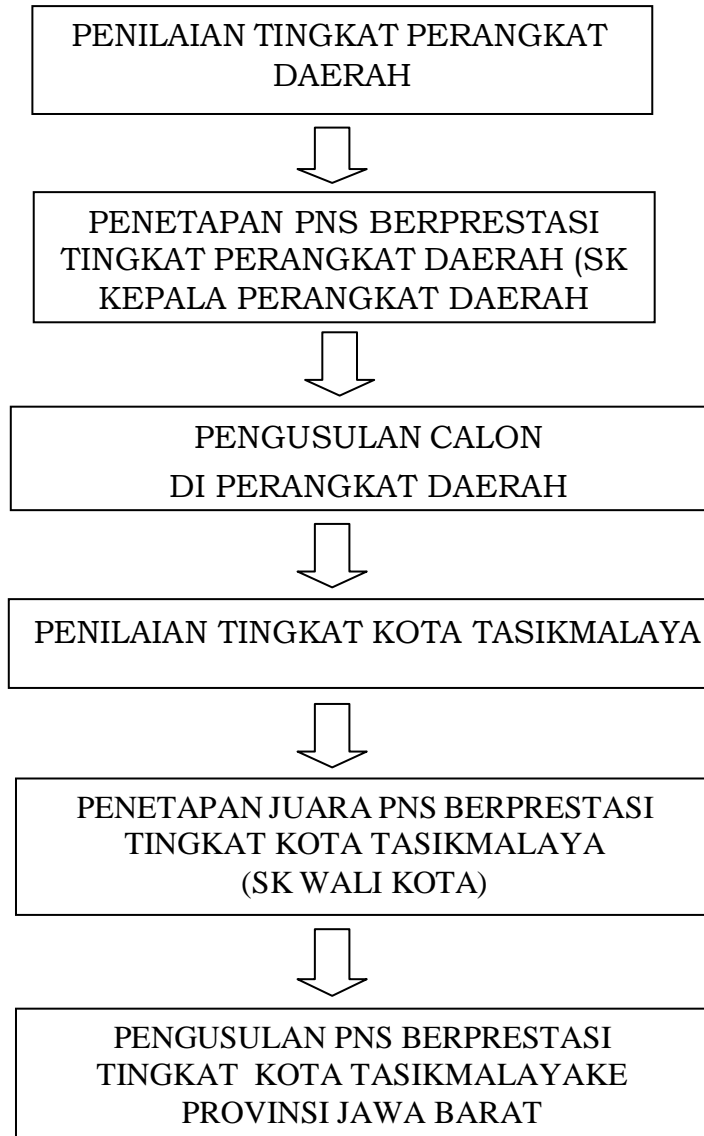 PENILAIAN TINGKAT PERANGKAT
DAERAH
PENETAPAN PNS BERPRESTASI
TINGKAT PERANGKAT DAERAH (SK
KEPALA PERANGKAT DAERAH
PENGUSULAN CALON
DI PERANGKAT DAERAH
PENILAIAN TINGKAT KOTA TASIKMALAYA
PENETAPAN JUARA PNS BERPRESTASI
TINGKAT KOTA TASIKMALAYA
(SK WALI KOTA)
PENGUSULAN PNS BERPRESTASI
TINGKAT KOTA TASIKMALAYAKE
PROVINSI JAWA BARAT